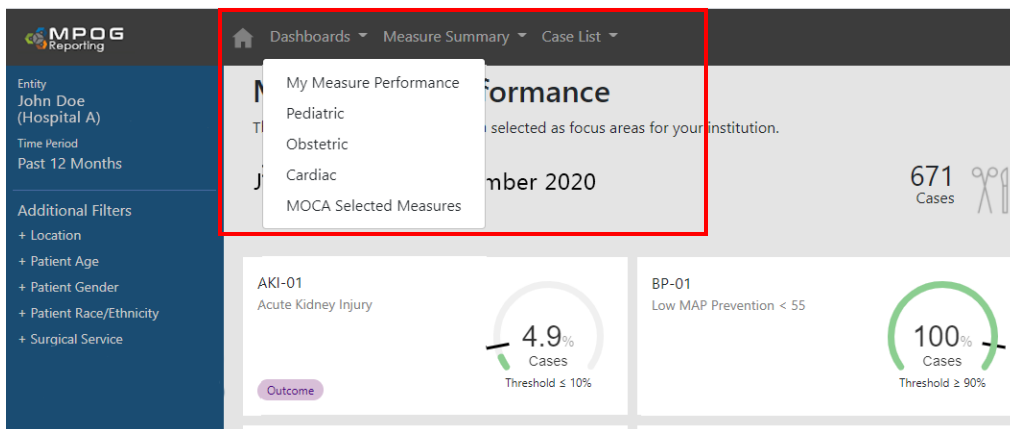 MPOG
Reporting
Dashboards Measure Summary Case List
Entity
John Doe
(Hospital A)
Time Period
Past 12 Months
Additional Filters
+ Location
+ Patient Age
+ Patient Gender
+ Patient Race/Ethnicity
+ Surgical Service
My Measure Performance
Pediatric
Obstetric
Cardiac
MOCA Selected Measures
formance
selected as focus areas for your institution.
mber 2020
671
Cases
AKI-01
Acute Kidney Injury
4.9%
Cases
Threshold ≤ 10%
Outcome
BP-01
Low MAP Prevention < 55
100%
Cases
Threshold ≥ 90%